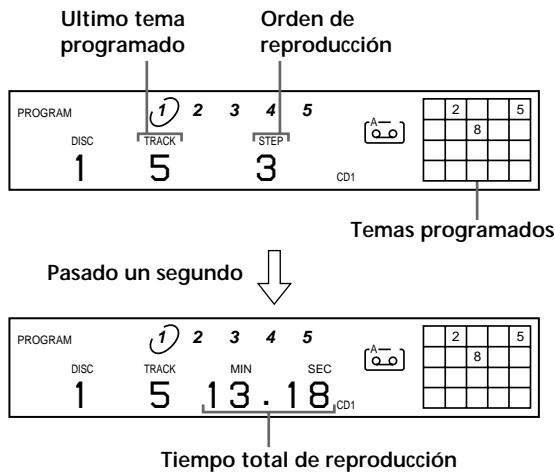 Ultimo tema
programado
Orden de
reproducción
PROGRAM 1 2 3 4 5
DISC TRACK STEP A
1 5 3 CD1
2 5
8
Temas programados
Pasado un segundo
PROGRAM 1 2 3 4 5
DISC TRACK MIN SEC A
1 5 13.18 CD1
2 5
8
Tiempo total de reproducción